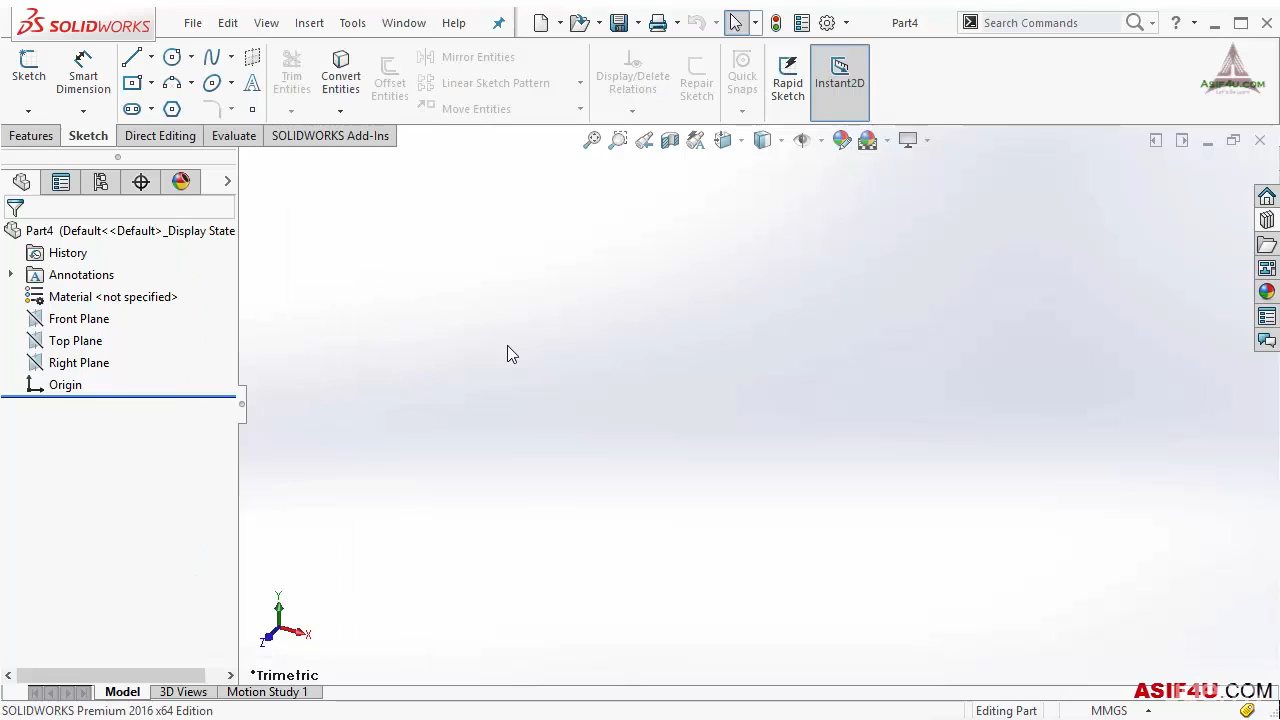 SOLIDWORKS File Edit View Insert Tools Window Help Part4 Search Commands ?
Sketch Smart Dimension Trim Entities Convert Entities Offset Entities Mirror Entities Linear Sketch Pattern Move Entities Display/Delete Relations Repair Sketch Quick Snaps Rapid Sketch Instant2D ASIF4U.COM
Features Sketch Direct Editing Evaluate SOLIDWORKS Add-Ins
Part4 (Default<<Default>_Display State
History
Annotations
Material <not specified>
Front Plane
Top Plane
Right Plane
Origin
Y
X
Z
*Trimetric
Model 3D Views Motion Study 1
ASIF4U.COM
SOLIDWORKS Premium 2016 x64 Edition Editing Part MMGS